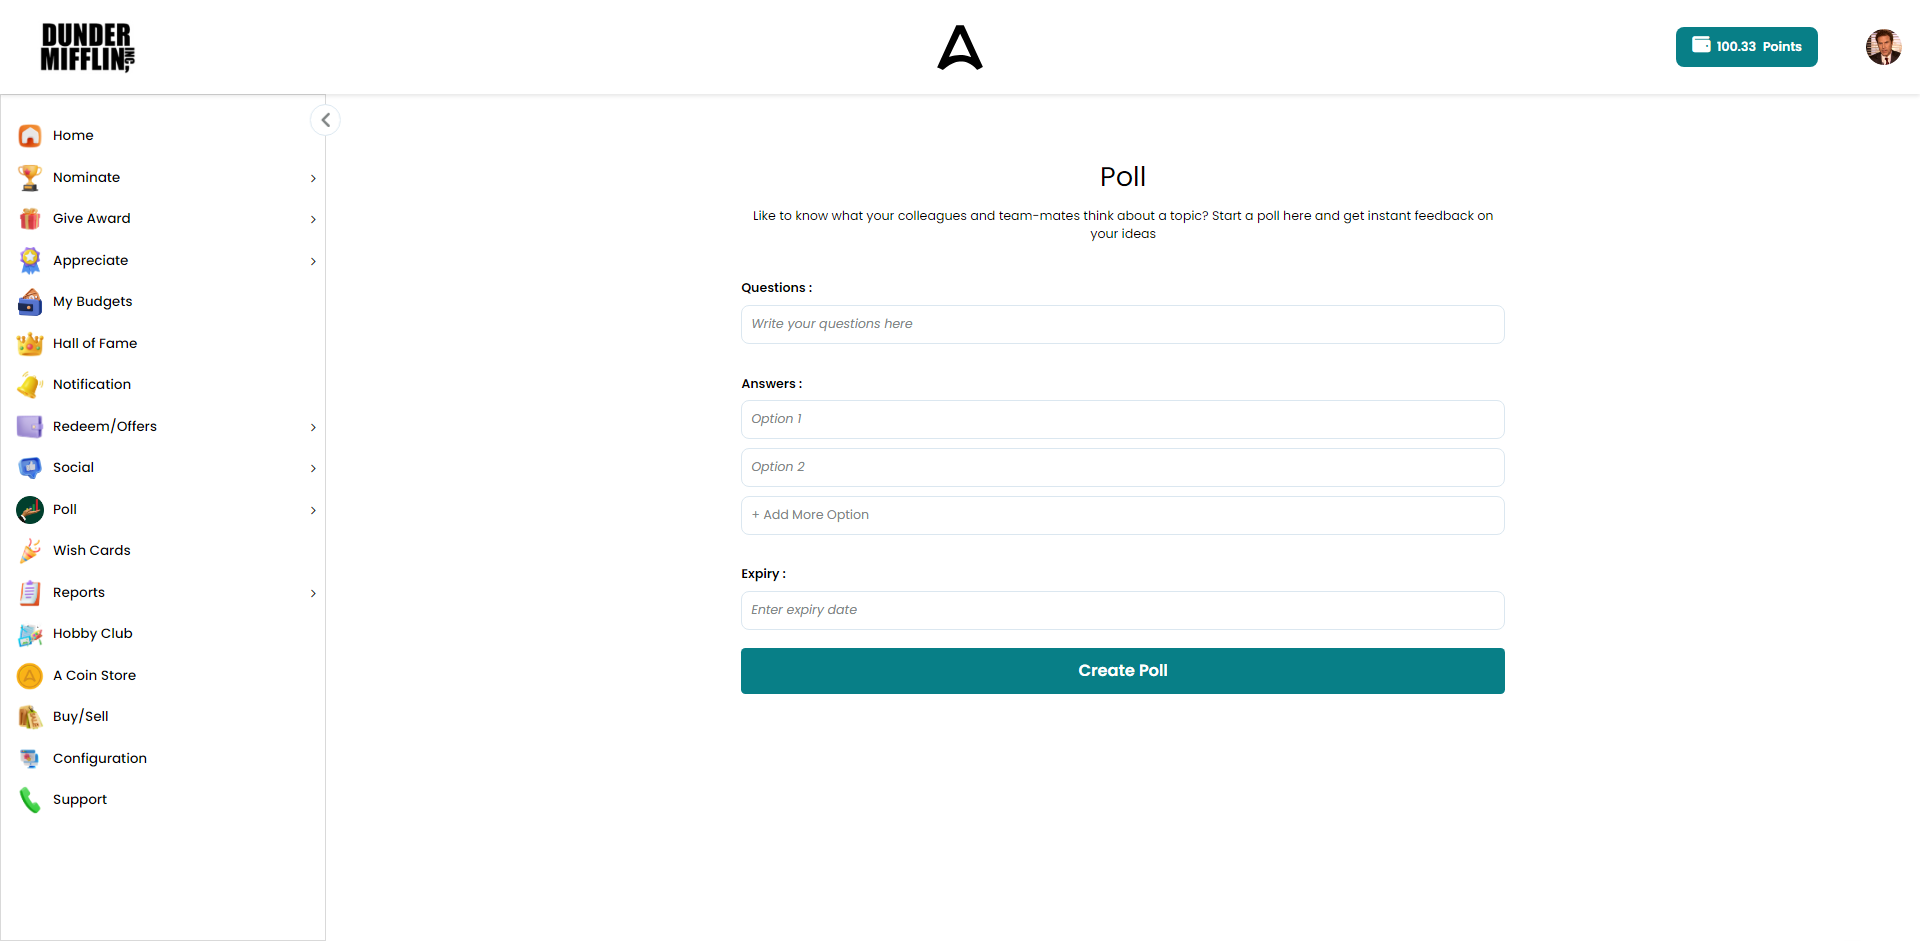 DUNDER
MIFFLIN INC,
100.33 Points
Home
Nominate
Give Award
Appreciate
My Budgets
Hall of Fame
Notification
Redeem/Offers
Social
Poll
Wish Cards
Reports
Hobby Club
A Coin Store
Buy/Sell
Configuration
Support
Poll
Like to know what your colleagues and team-mates think about a topic? Start a poll here and get instant feedback on
your ideas
Questions :
Write your questions here
Answers :
Option 1
Option 2
+ Add More Option
Expiry :
Enter expiry date
Create Poll